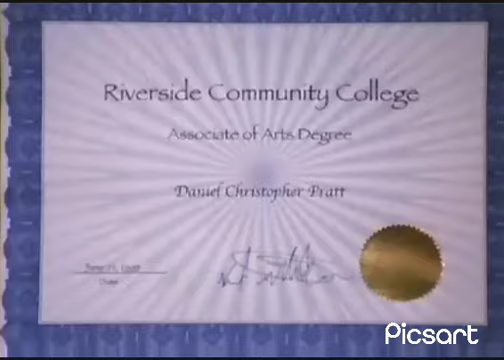 Riverside Community College
Associate of Arts Degree
Daniel Christopher Pratt
Date
Picsart